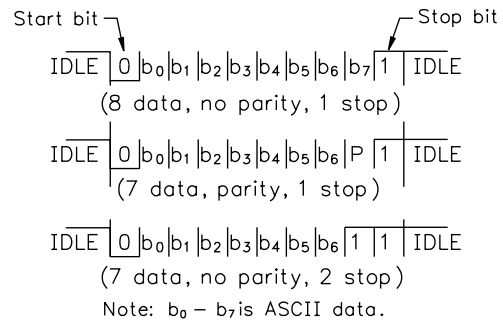 Start bit Stop bit
IDLE 0 b₀ b₁ b₂ b₃ b₄ b₅ b₆ b₇ 1 IDLE
(8 data, no parity, 1 stop)
IDLE 0 b₀ b₁ b₂ b₃ b₄ b₅ b₆ P 1 IDLE
(7 data, parity, 1 stop)
IDLE 0 b₀ b₁ b₂ b₃ b₄ b₅ b₆ 1 1 IDLE
(7 data, no parity, 2 stop)
Note: b₀ – b₇ is ASCII data.